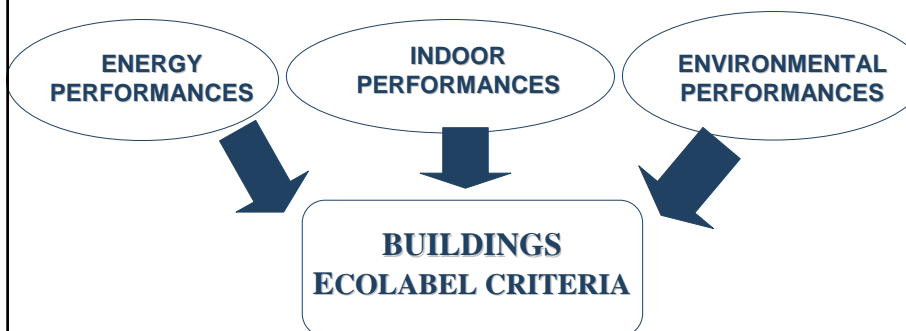 ENERGY
PERFORMANCES
INDOOR
PERFORMANCES
ENVIRONMENTAL
PERFORMANCES
BUILDINGS
ECOLABEL CRITERIA